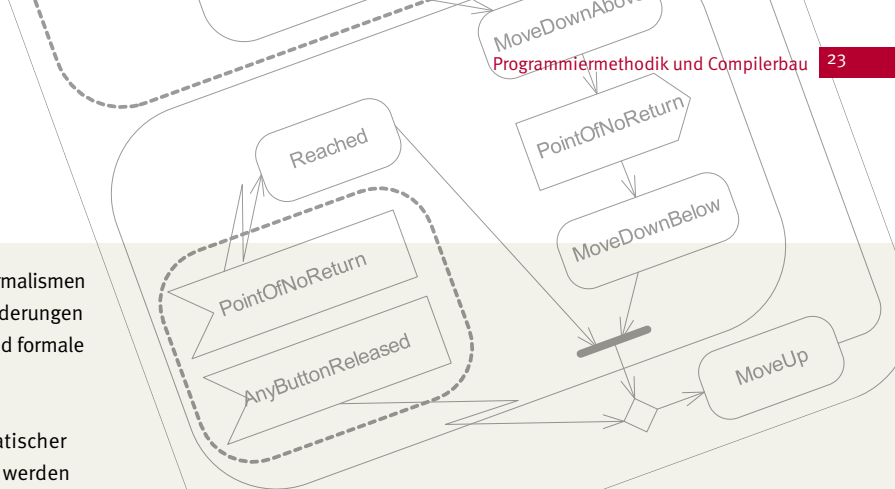 MoveDownAbove
Programmiermethodik und Compilerbau 23
PointOfNoReturn
Reached
MoveDownBelow
rmalismen
PointOfNoReturn
derungen
d formale
AnyButtonReleased
MoveUp
atischer
werden